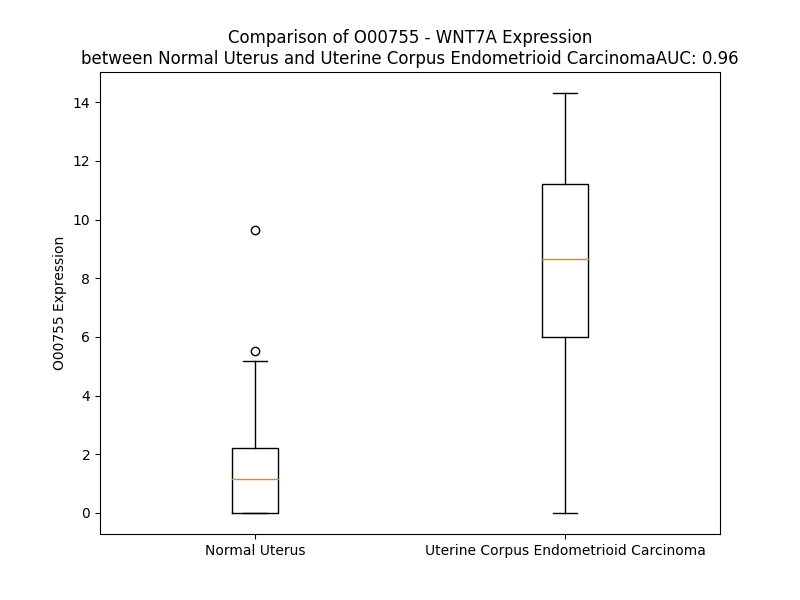 Comparison of O00755 - WNT7A Expression
between Normal Uterus and Uterine Corpus Endometrioid CarcinomaAUC: 0.96
14
12
10
8
6
4
2
0
O00755 Expression
Normal Uterus
Uterine Corpus Endometrioid Carcinoma